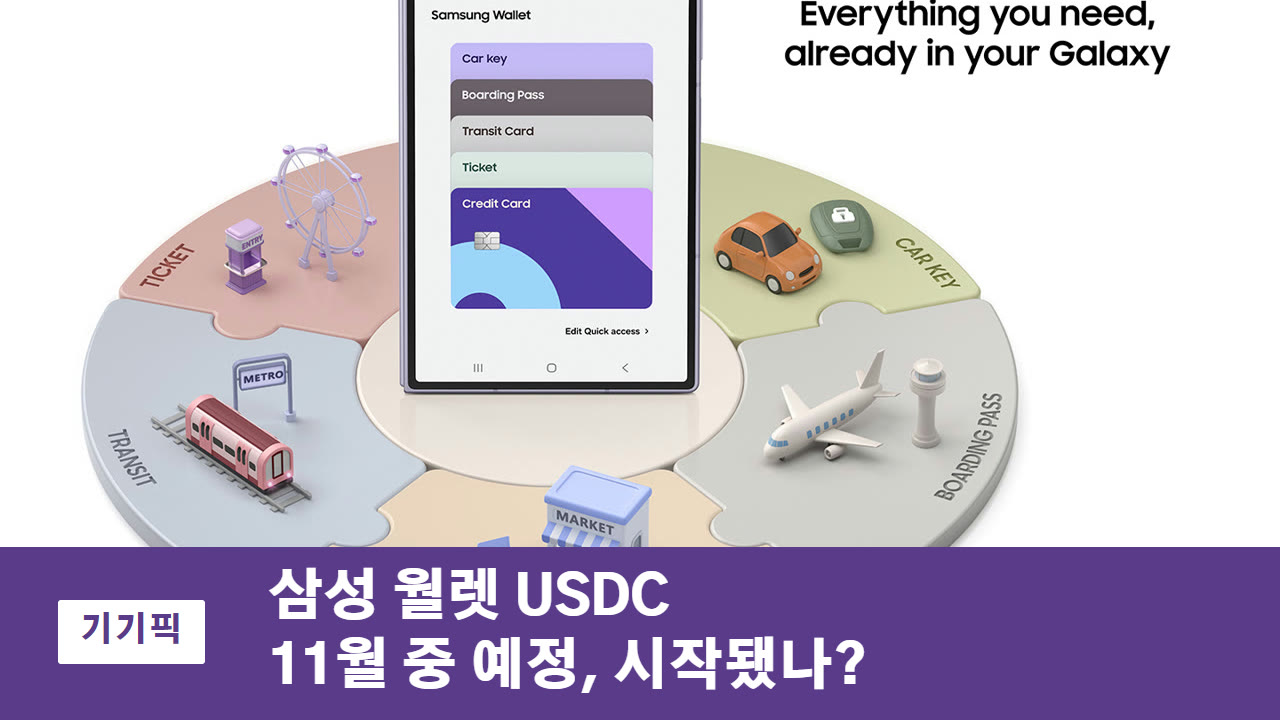 Samsung Wallet
Everything you need,
already in your Galaxy
Car key
Boarding Pass
Transit Card
Ticket
Credit Card
Edit Quick access >
TICKET
ENTRY
CAR KEY
METRO
TRANSIT
BOARDING PASS
MARKET
기기픽
삼성 월렛 USDC
11월 중 예정, 시작됐나?